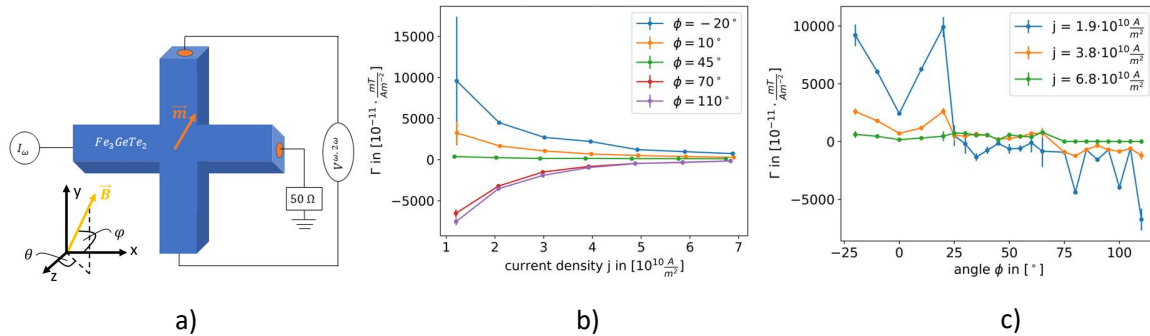 I_ω
Fe₃GeTe₂
m⃗
V^{ω,2ω}
50 Ω
y
B⃗
φ
x
θ
z
a)
Γ in [10⁻¹¹ · mT/Am⁻²]
15000
10000
5000
0
−5000
1 2 3 4 5 6 7
current density j in [10¹⁰ A/m²]
ϕ = −20°
ϕ = 10°
ϕ = 45°
ϕ = 70°
ϕ = 110°
b)
Γ in [10⁻¹¹ · mT/Am⁻²]
10000
5000
0
−5000
−25 0 25 50 75 100
angle ϕ in [°]
j = 1.9·10¹⁰ A/m²
j = 3.8·10¹⁰ A/m²
j = 6.8·10¹⁰ A/m²
c)